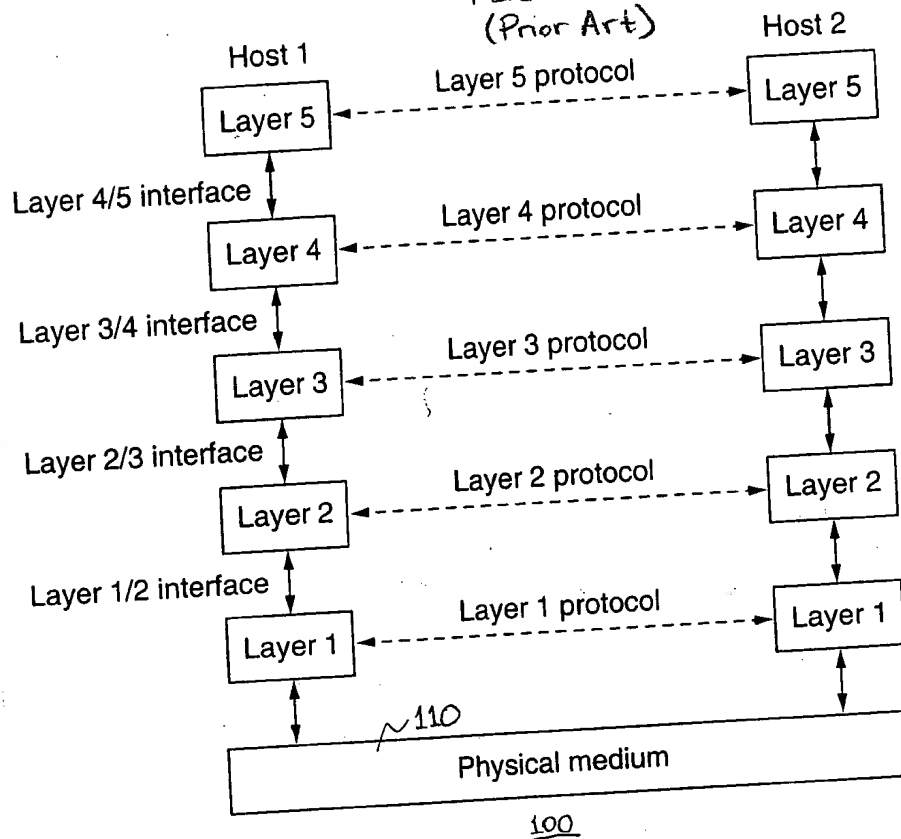 (Prior Art)
Host 1
Host 2
Layer 5 protocol
Layer 5
Layer 5
Layer 4/5 interface
Layer 4 protocol
Layer 4
Layer 4
Layer 3/4 interface
Layer 3 protocol
Layer 3
Layer 3
Layer 2/3 interface
Layer 2 protocol
Layer 2
Layer 2
Layer 1/2 interface
Layer 1 protocol
Layer 1
Layer 1
110
Physical medium
100